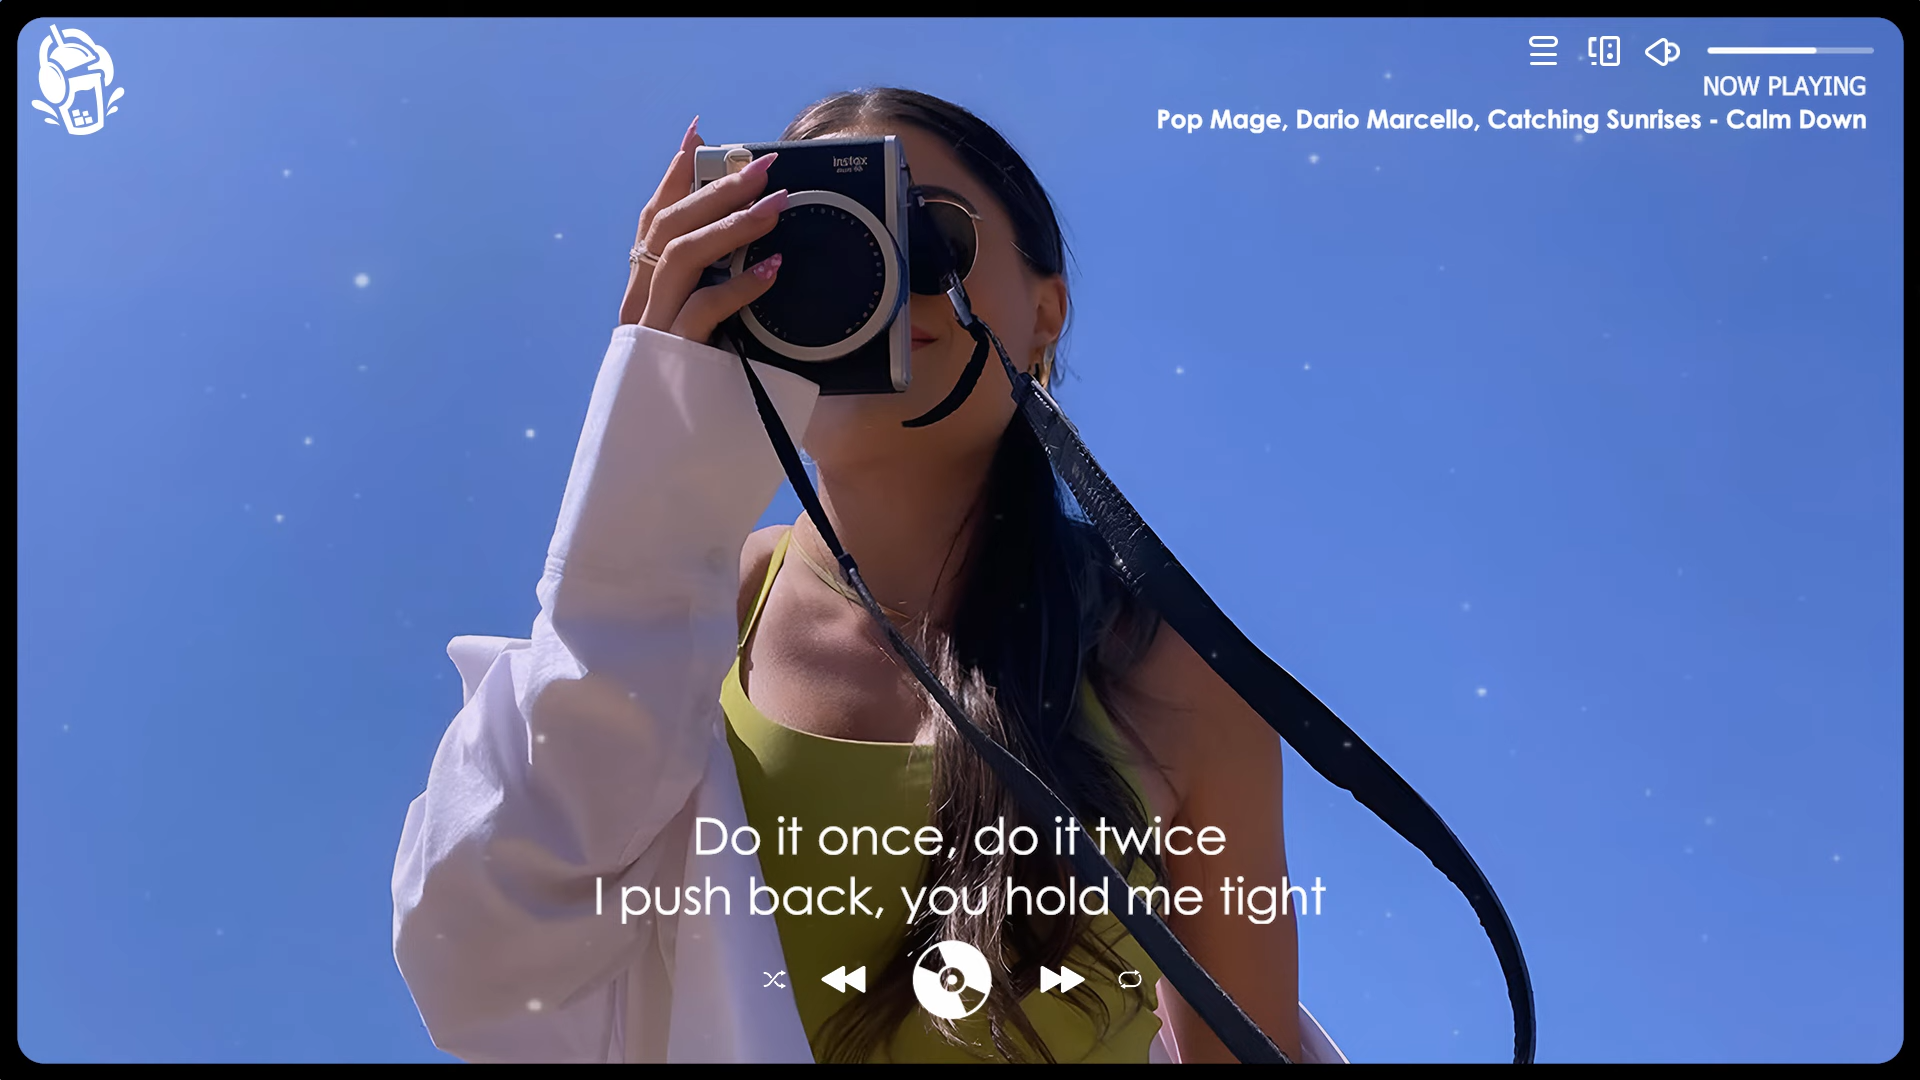 NOW PLAYING
Pop Mage, Dario Marcello, Catching Sunrises - Calm Down
instax
Do it once, do it twice
I push back, you hold me tight